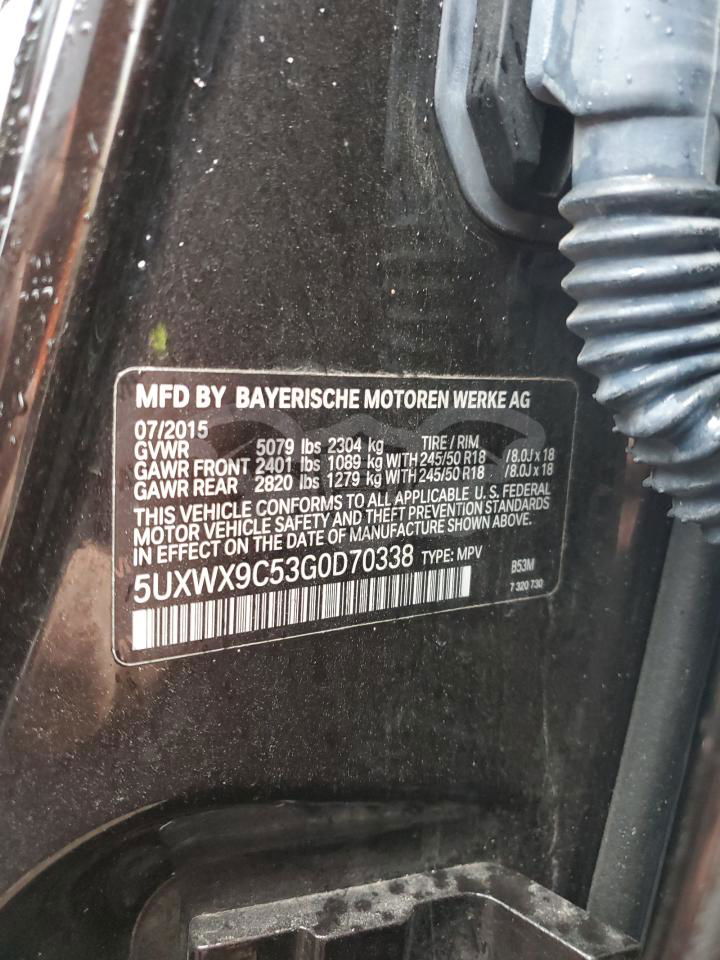 MFD BY BAYERISCHE MOTOREN WERKE AG
07/2015
GVWR 5079 lbs 2304 kg TIRE / RIM
GAWR FRONT 2401 lbs 1089 kg WITH 245/50 R18 /8.0J x 18
GAWR REAR 2820 lbs 1279 kg WITH 245/50 R18 /8.0J x 18
THIS VEHICLE CONFORMS TO ALL APPLICABLE U.S. FEDERAL
MOTOR VEHICLE SAFETY AND THEFT PREVENTION STANDARDS
IN EFFECT ON THE DATE OF MANUFACTURE SHOWN ABOVE.
5UXWX9C53G0D70338 TYPE: MPV B53M
7 320 730